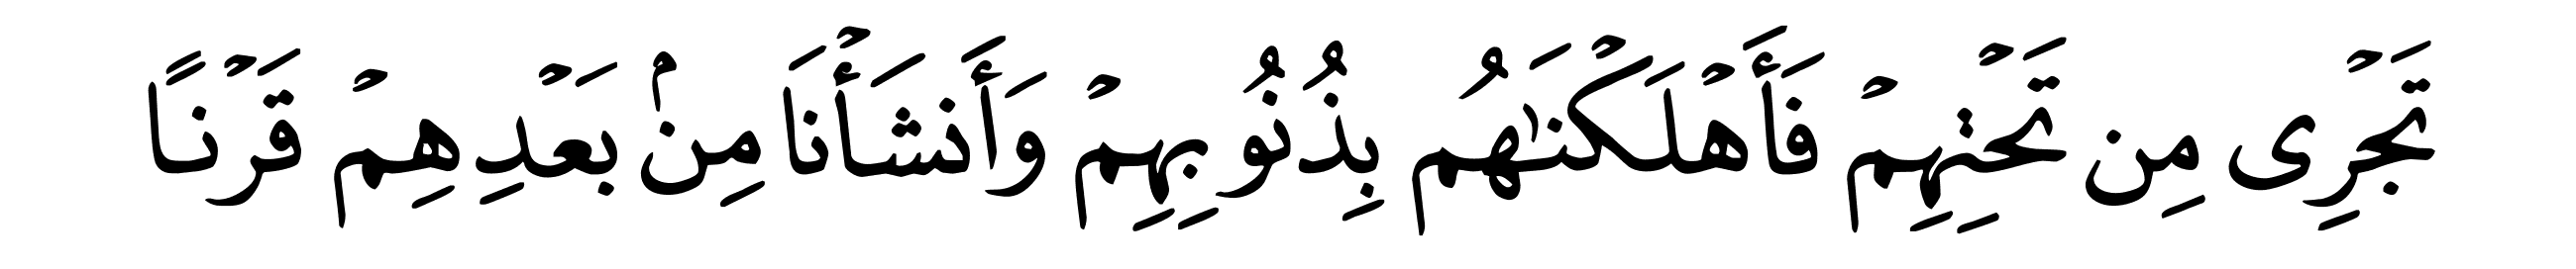 تَجۡرِى مِن تَحۡتِهِمۡ فَأَهۡلَكۡنَـٰهُم بِذُنُوبِهِمۡ وَأَنشَأۡنَا مِنۢ بَعۡدِهِمۡ قَرۡنًا